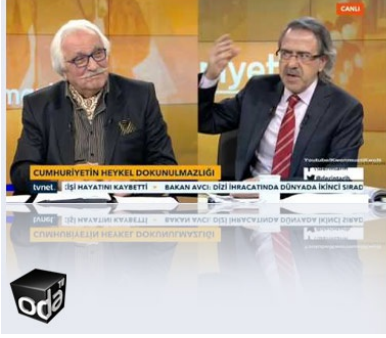 CANLI
CUMHURİYETİN HEYKEL DOKUNULMAZLIĞI
tvnet İŞİ HAYATINI KAYBETTİ • BAKAN AVCI: DİZİ İHRACATINDA DÜNYADA İKİNCİ SIRAD
oda